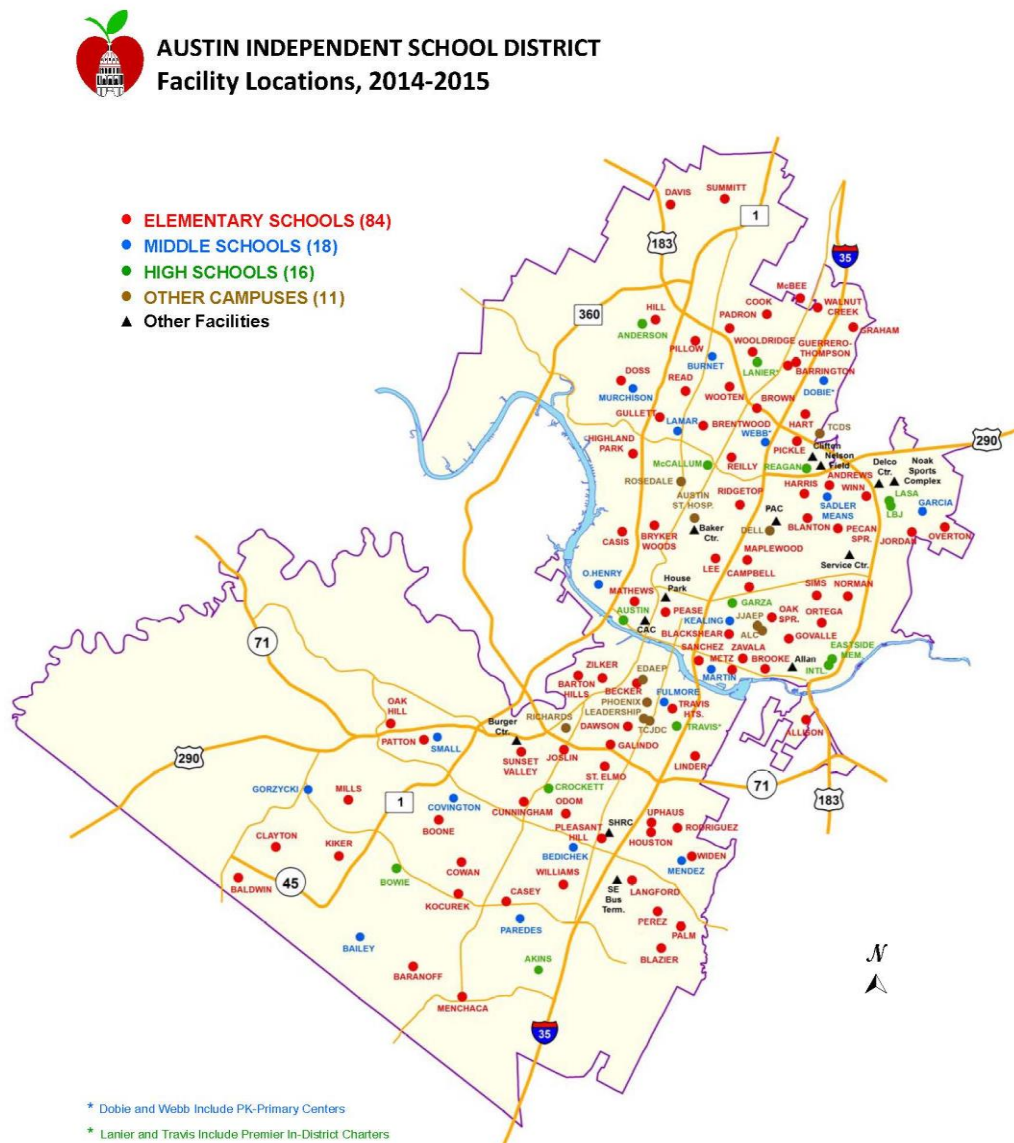 AUSTIN INDEPENDENT SCHOOL DISTRICT
Facility Locations, 2014-2015
ELEMENTARY SCHOOLS (84)
MIDDLE SCHOOLS (18)
HIGH SCHOOLS (16)
OTHER CAMPUSES (11)
Other Facilities
DAVIS
SUMMITT
1
183
35
McBEE
360
HILL
COOK
WALNUT
CREEK
ANDERSON
PADRON
GRAHAM
PILLOW
WOOLDRIDGE
GUERRERO-
THOMPSON
BURNET
LANIER*
BARRINGTON
DOSS
READ
MURCHISON
WOOTEN
DOBIE*
BROWN
GULLETT
LAMAR
BRENTWOOD
WEBB*
HART
TCDS
290
HIGHLAND
PARK
PICKLE
Clifton
Nelson
Field
Delco
Ctr.
Noak
Sports
Complex
McCALLUM
REILLY
REAGAN
ANDREWS
ROSEDALE
AUSTIN
ST. HOSP.
RIDGETOP
HARRIS
WINN
LASA
SADLER
MEANS
LBJ
GARCIA
PAC
Baker
Ctr.
DELL
BLANTON
PECAN
SPR.
JORDAN
OVERTON
CASIS
BRYKER
WOODS
MAPLEWOOD
LEE
Service Ctr.
O.HENRY
CAMPBELL
House
Park
SIMS
NORMAN
MATHEWS
GARZA
AUSTIN
PEASE
JJAEP
OAK
SPR.
ORTEGA
CAC
KEALING
ALC
BLACKSHEAR
GOVALLE
EASTSIDE
MEM.
SANCHEZ
ZAVALA
71
ZILKER
METZ
BROOKE
Allan
INTL.
BARTON
HILLS
EDAEP
MARTIN
BECKER
FULMORE
PHOENIX
TRAVIS
HTS.
OAK
HILL
LEADERSHIP
RICHARDS
Burger
Ctr.
DAWSON
TCJDC
TRAVIS*
ALLISON
PATTON
SMALL
GALINDO
290
SUNSET
VALLEY
JOSLIN
LINDER
ST. ELMO
71
183
GORZYCKI
MILLS
CROCKETT
1
COVINGTON
CUNNINGHAM
ODOM
UPHAUS
BOONE
PLEASANT
HILL
SHRC
RODRIGUEZ
CLAYTON
HOUSTON
KIKER
BEDICHEK
WIDEN
COWAN
MENDEZ
BALDWIN
45
BOWIE
WILLIAMS
SE
Bus
Term.
LANGFORD
KOCUREK
CASEY
PAREDES
PEREZ
PALM
BAILEY
BLAZIER
N
BARANOFF
AKINS
MENCHACA
35
* Dobie and Webb Include PK-Primary Centers
* Lanier and Travis Include Premier In-District Charters